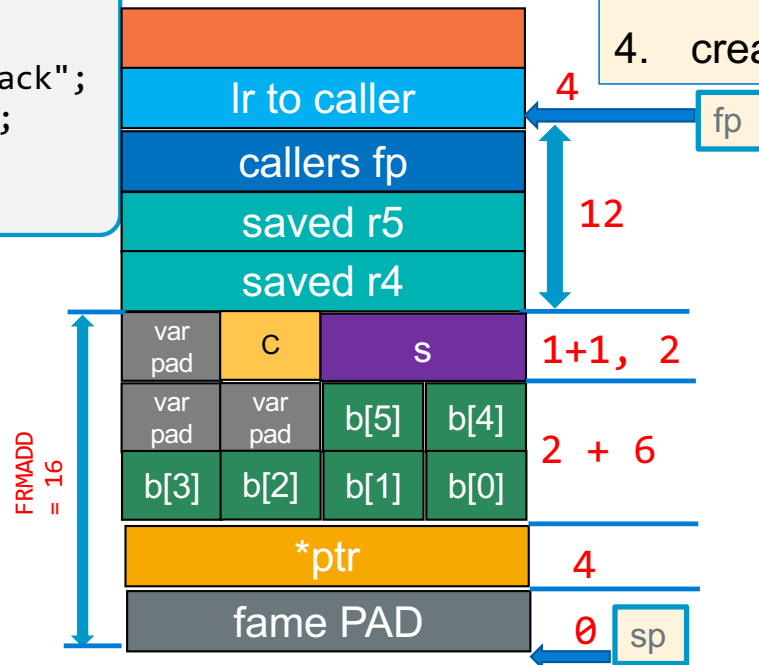 ack";
;
4. crea
lr to caller
4
fp
callers fp
12
saved r5
saved r4
var
pad
C
s
1+1, 2
var
pad
var
pad
b[5]
b[4]
2 + 6
b[3]
b[2]
b[1]
b[0]
FRMADD
= 16
*ptr
4
fame PAD
0
sp